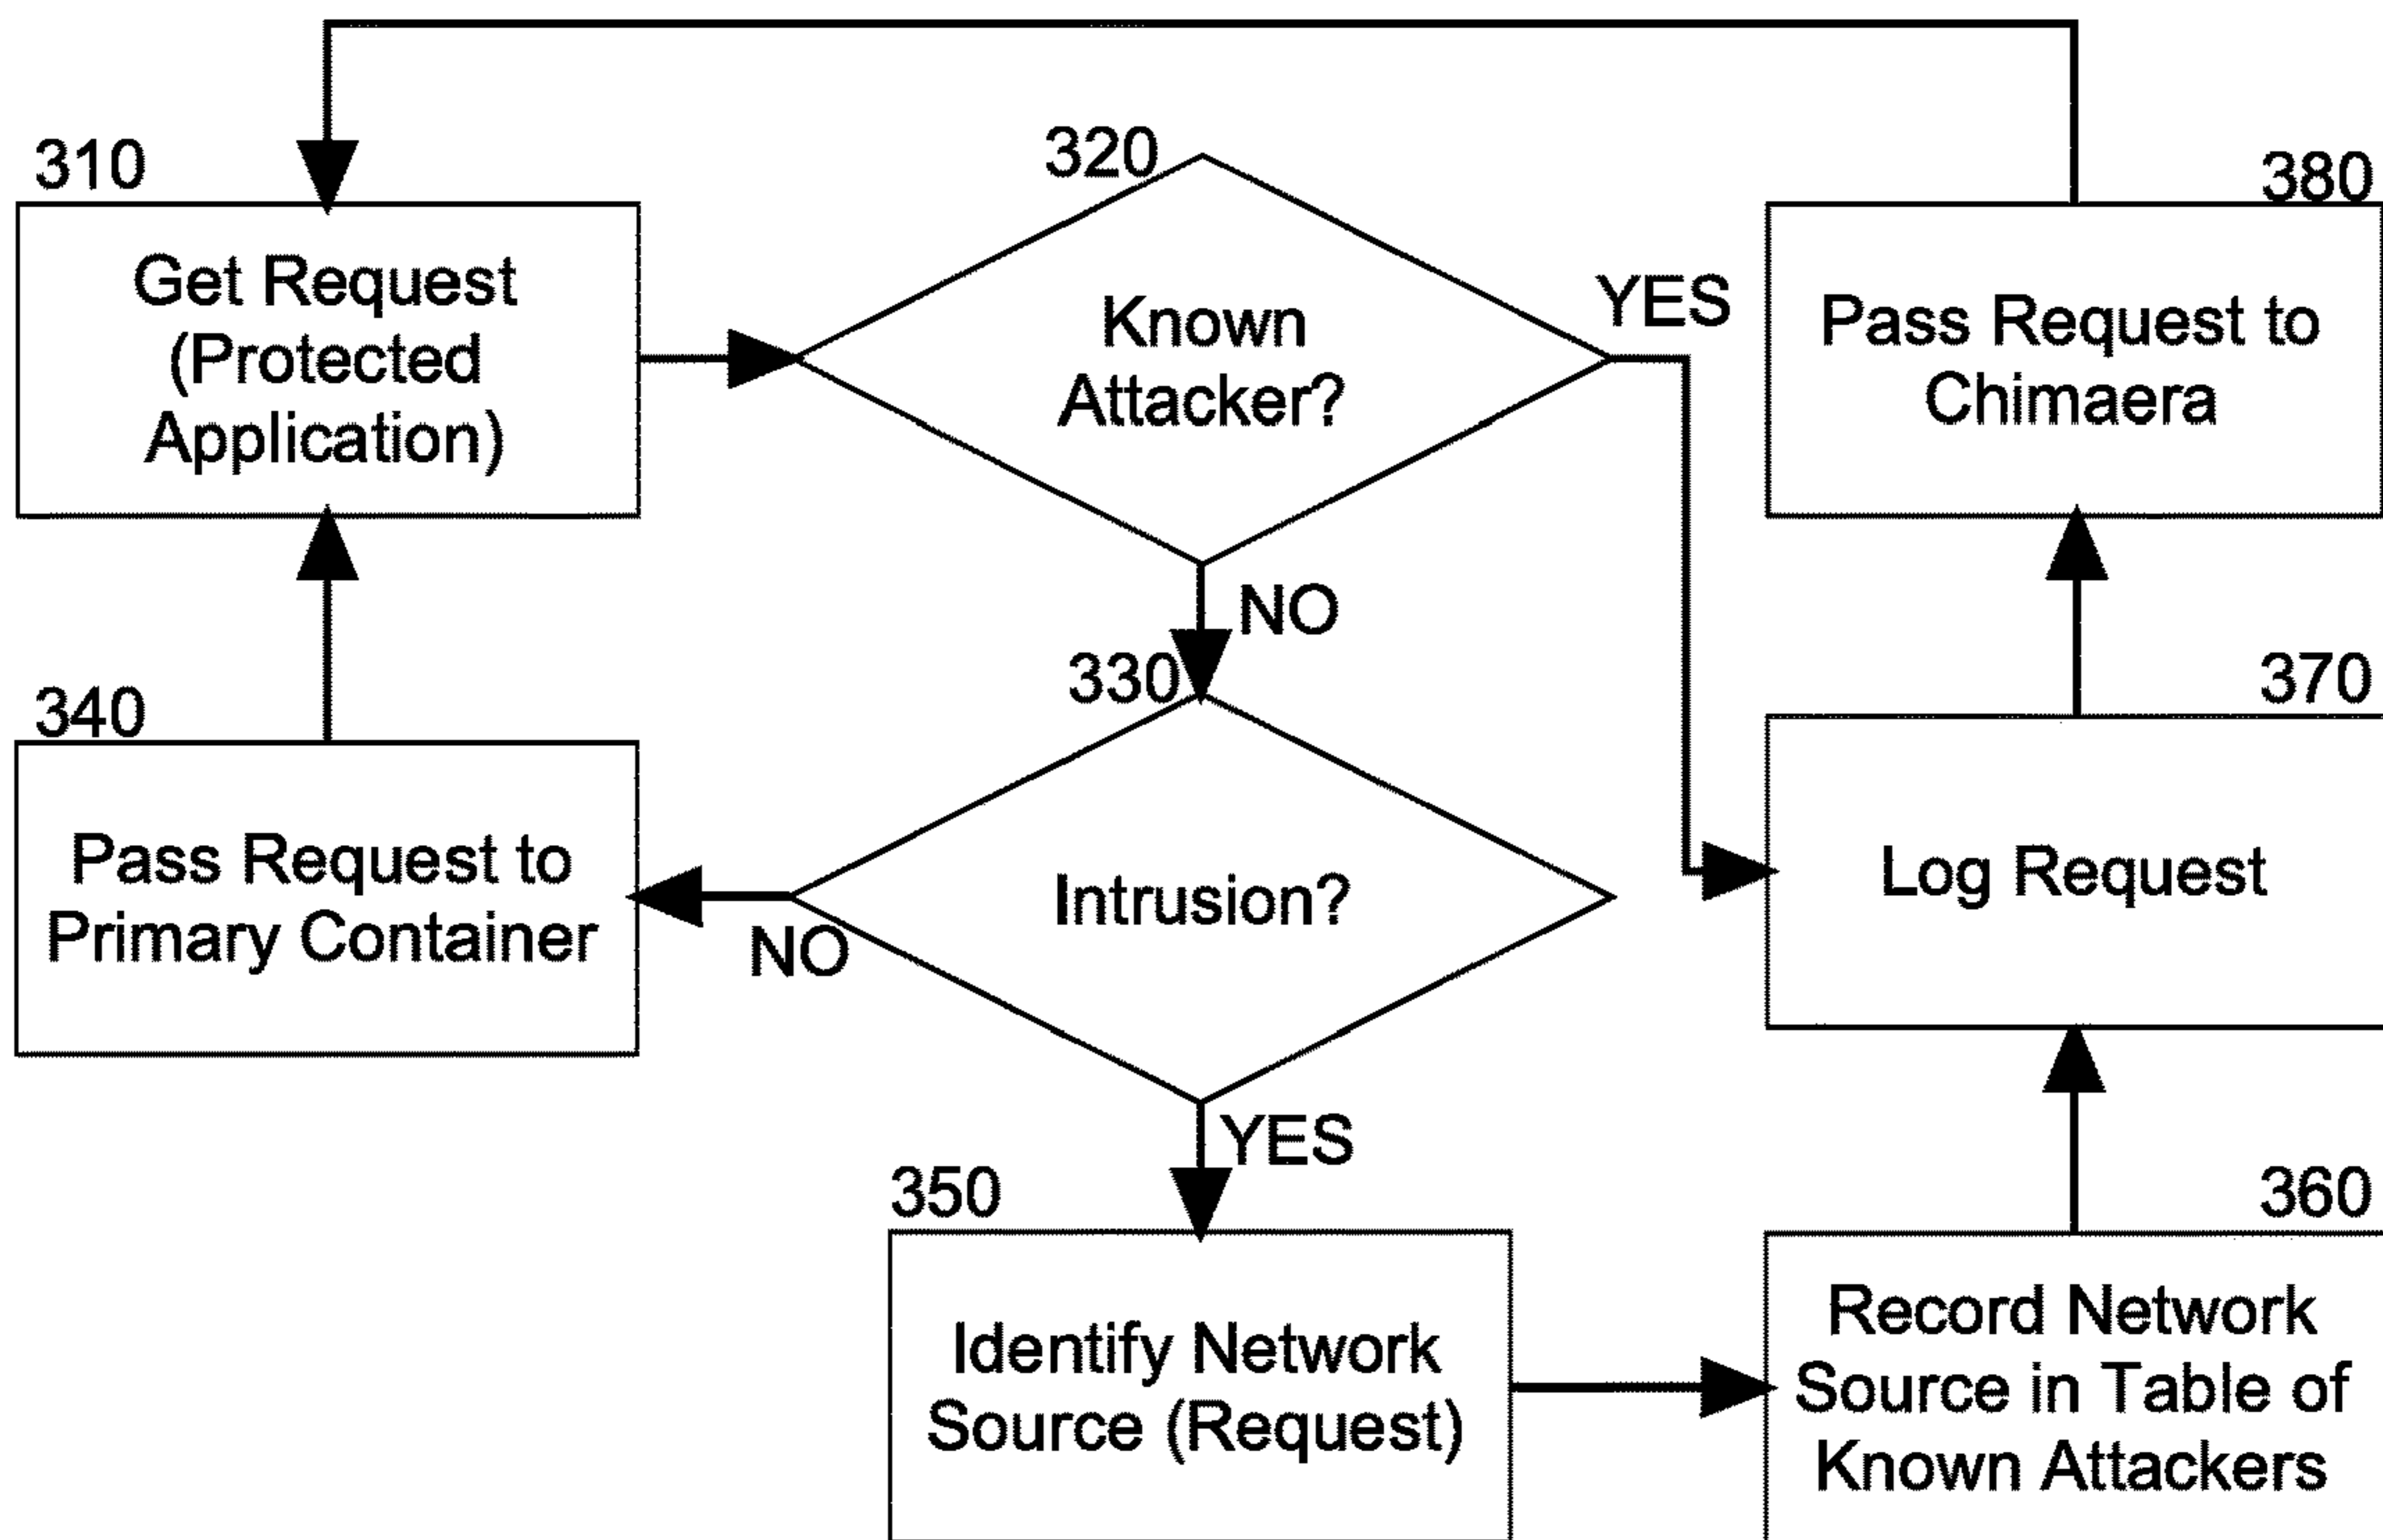 310
Get Request
(Protected
Application)
320
Known
Attacker?
YES
NO
380
Pass Request to
Chimaera
330
Intrusion?
NO
YES
340
Pass Request to
Primary Container
370
Log Request
350
Identify Network
Source (Request)
360
Record Network
Source in Table of
Known Attackers